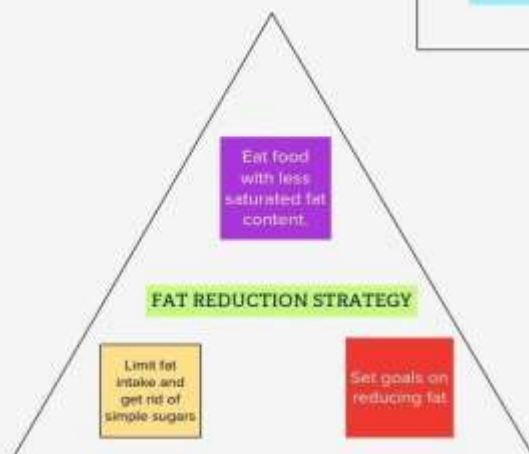 Eat food
with less
saturated fat
content.
FAT REDUCTION STRATEGY
Limit fat
intake and
get rid of
simple sugars
Set goals on
reducing fat